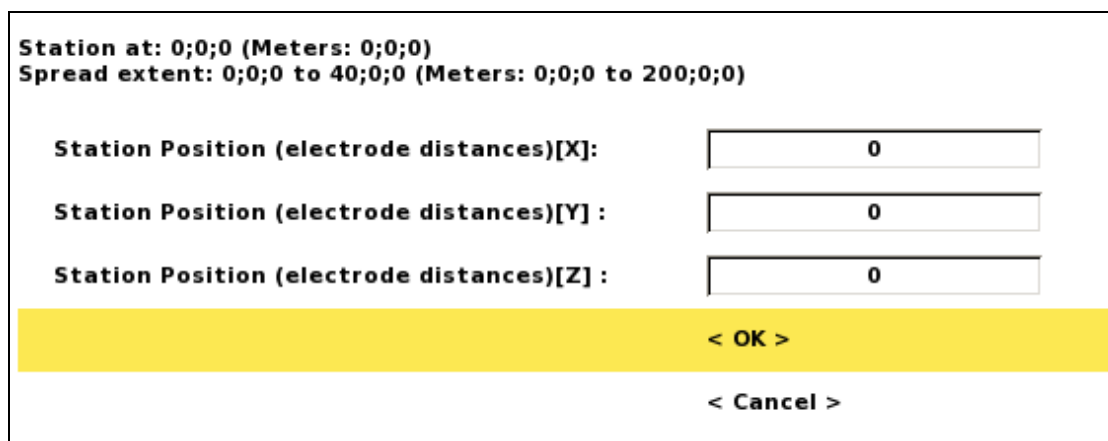 Station at: 0;0;0 (Meters: 0;0;0)
Spread extent: 0;0;0 to 40;0;0 (Meters: 0;0;0 to 200;0;0)
Station Position (electrode distances)[X]: 0
Station Position (electrode distances)[Y] : 0
Station Position (electrode distances)[Z] : 0
< OK >
< Cancel >